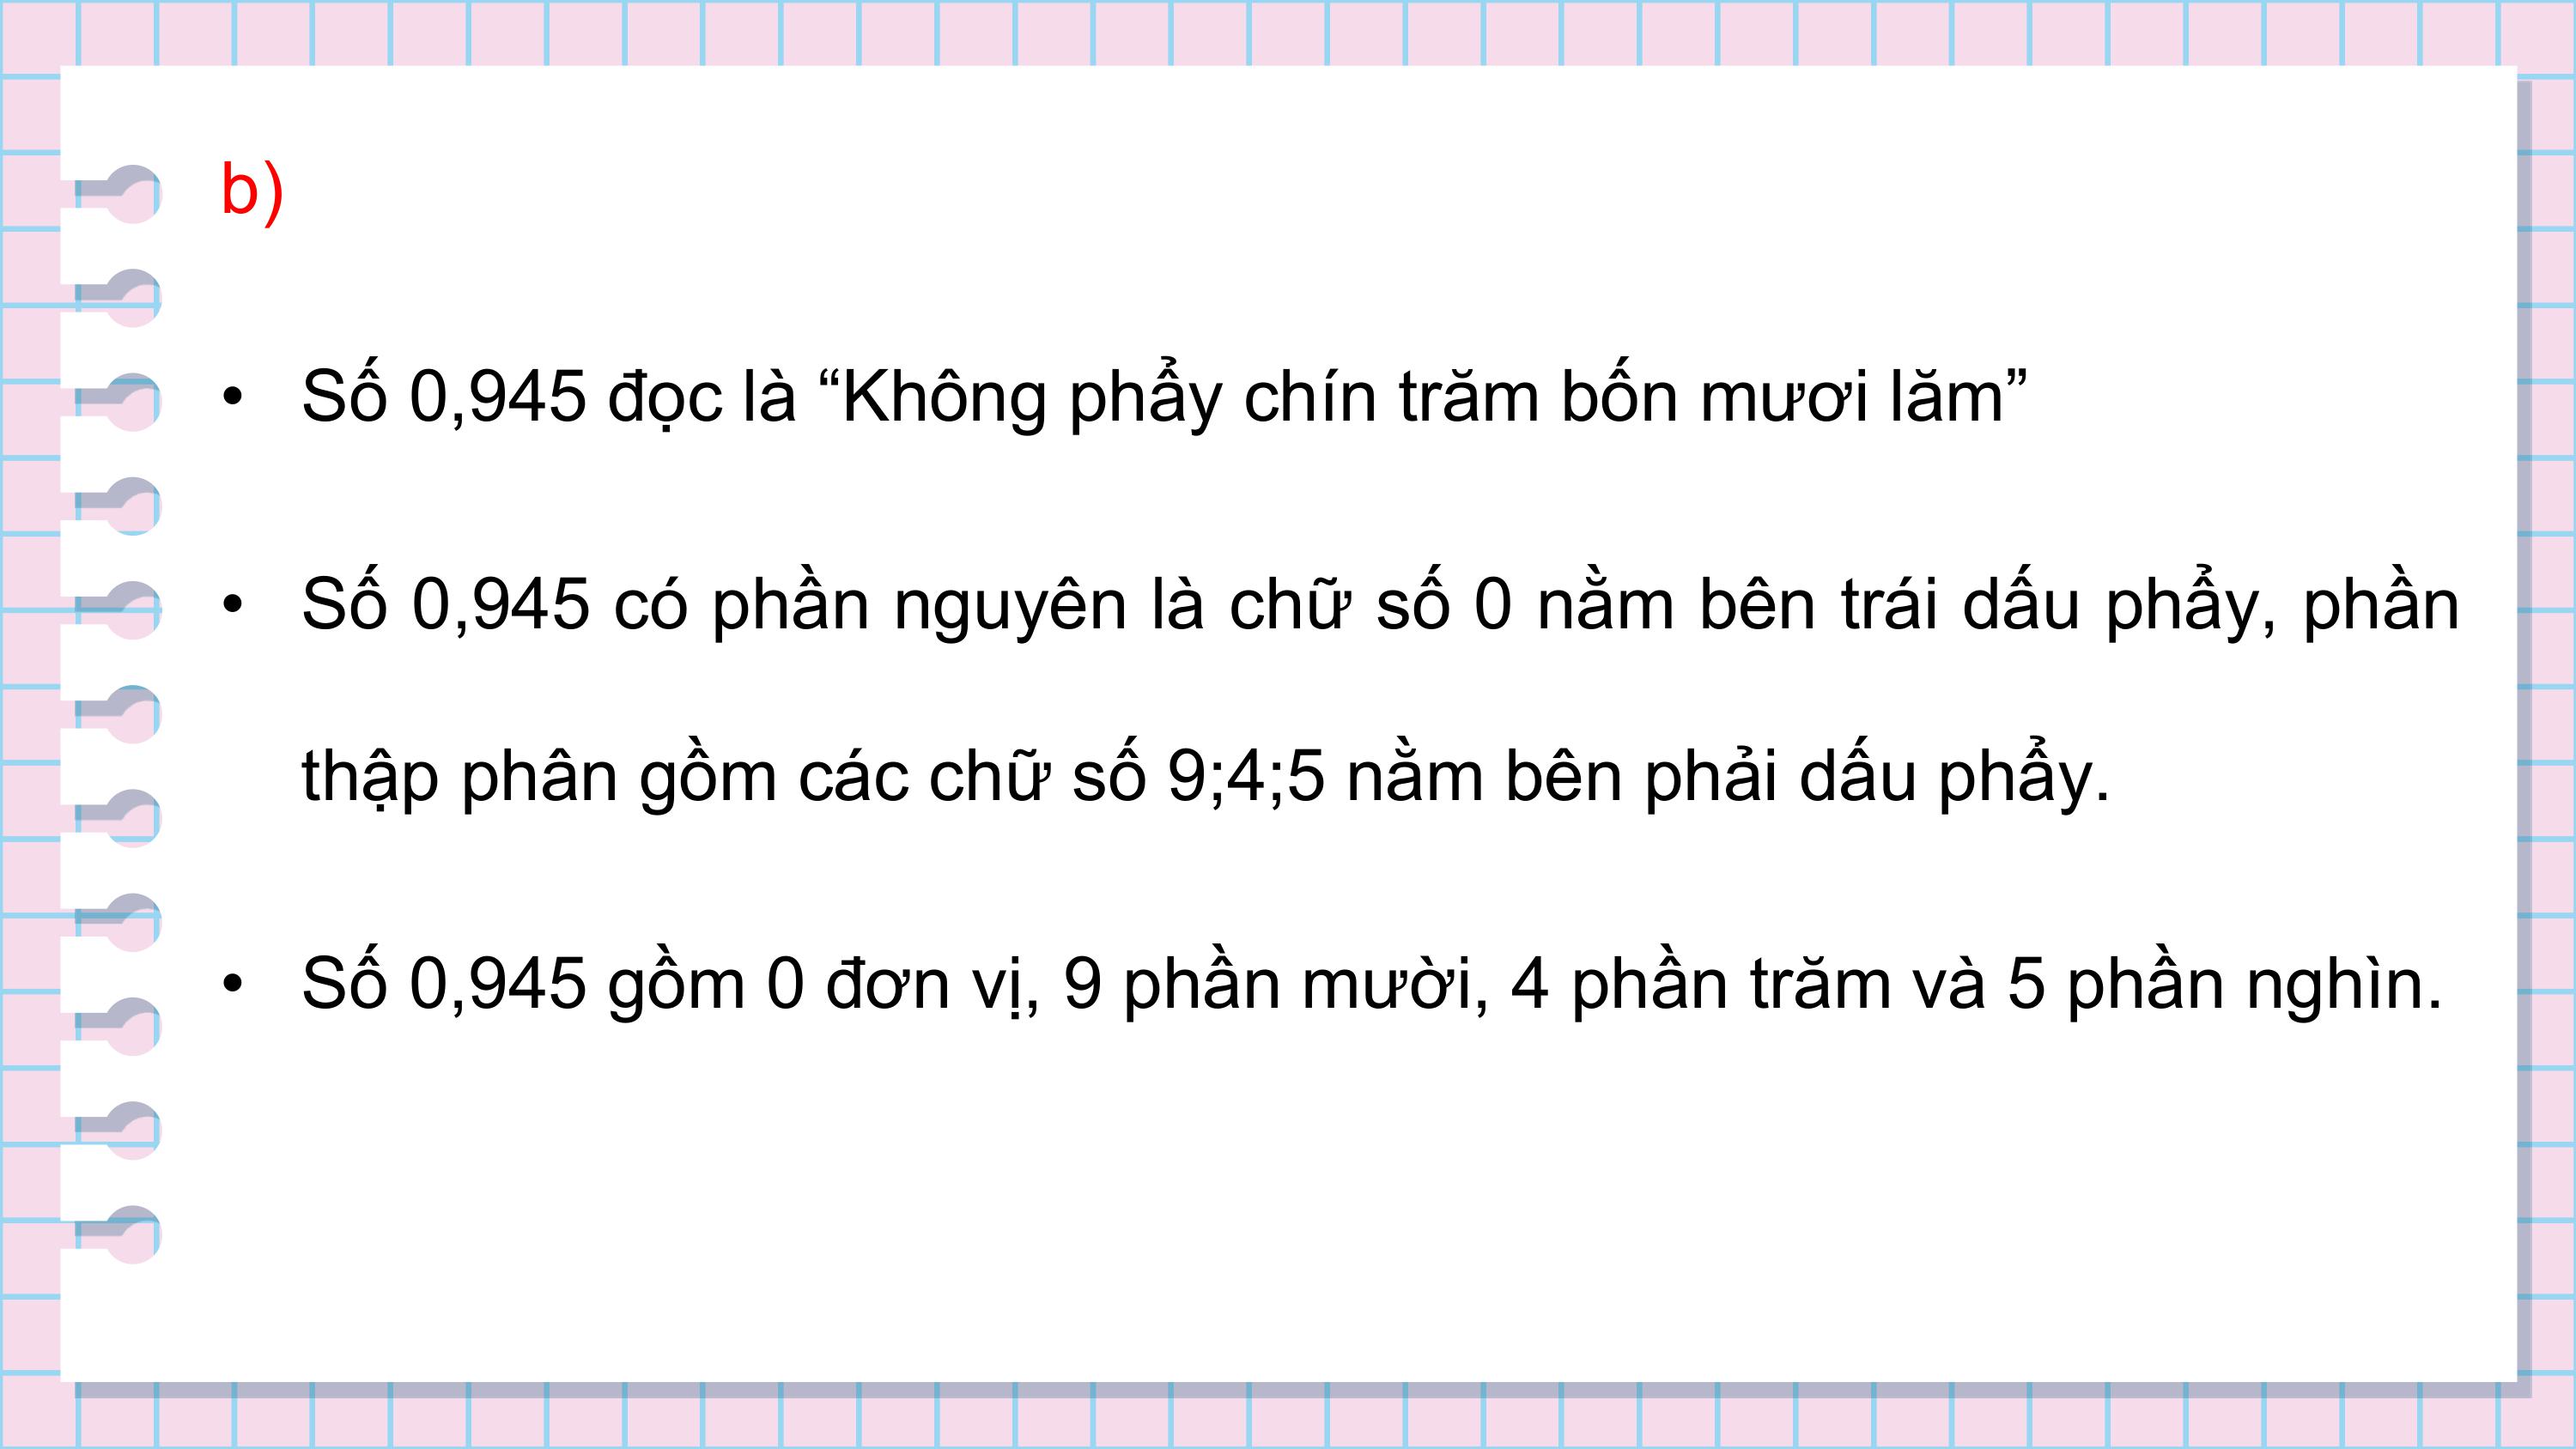 b)
• Số 0,945 đọc là “Không phẩy chín trăm bốn mươi lăm”
• Số 0,945 có phần nguyên là chữ số 0 nằm bên trái dấu phẩy, phần
thập phân gồm các chữ số 9;4;5 nằm bên phải dấu phẩy.
• Số 0,945 gồm 0 đơn vị, 9 phần mười, 4 phần trăm và 5 phần nghìn.